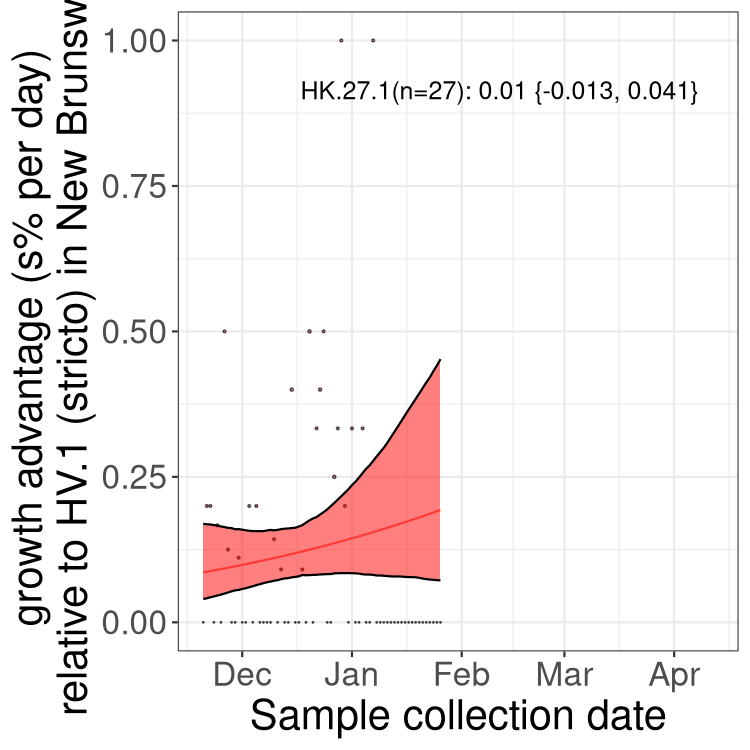 growth advantage (s% per day)
relative to HV.1 (stricto) in New Brunsw
1.00
0.75
0.50
0.25
0.00
HK.27.1(n=27): 0.01 {-0.013, 0.041}
Dec Jan Feb Mar Apr
Sample collection date